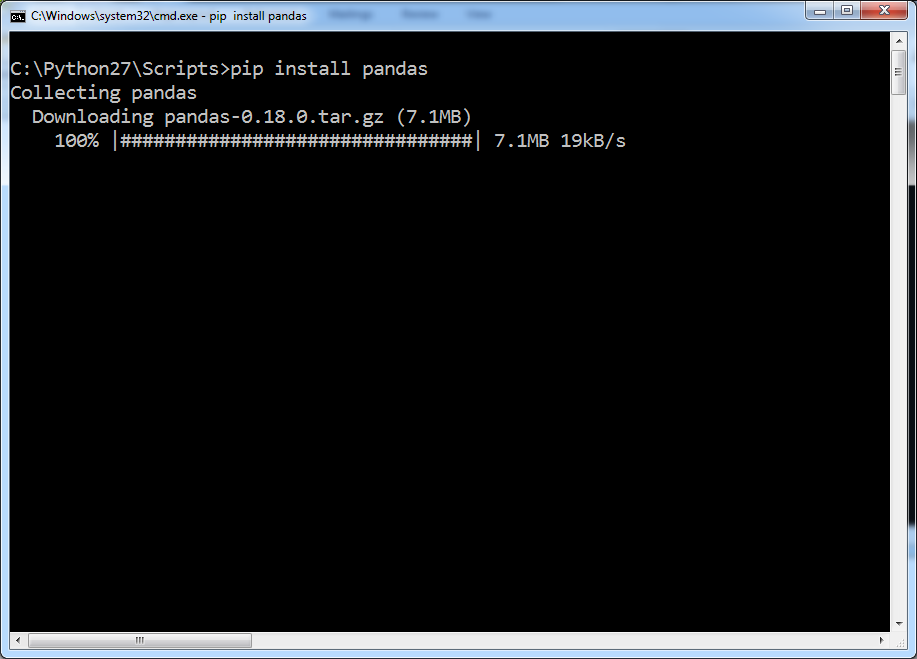 C:\Windows\system32\cmd.exe - pip  install pandas
C:\Python27\Scripts>pip install pandas
Collecting pandas
  Downloading pandas-0.18.0.tar.gz (7.1MB)
    100% |################################| 7.1MB 19kB/s